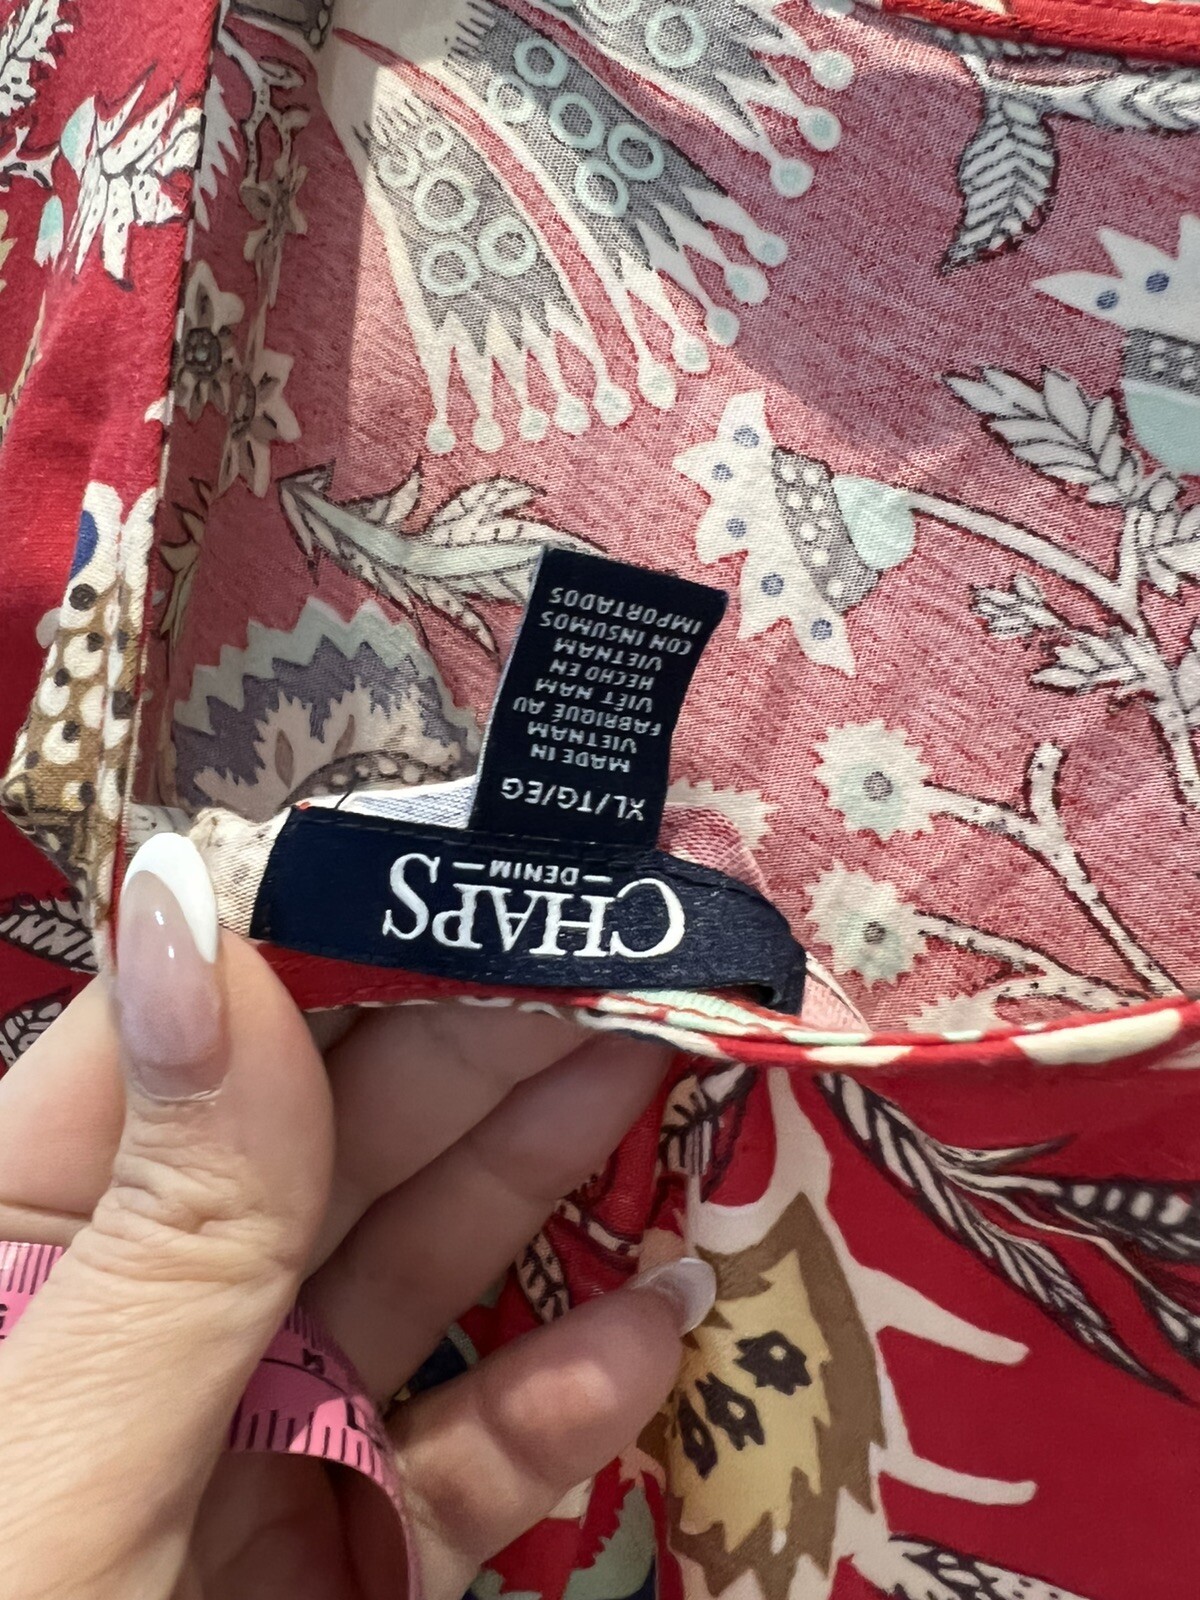 CHAPS
— DENIM —
XL/TG/EG
MADE IN
VIETNAM
FABRIQUÉ AU
VIÊT NAM
HECHO EN
VIETNAM
CON INSUMOS
IMPORTADOS